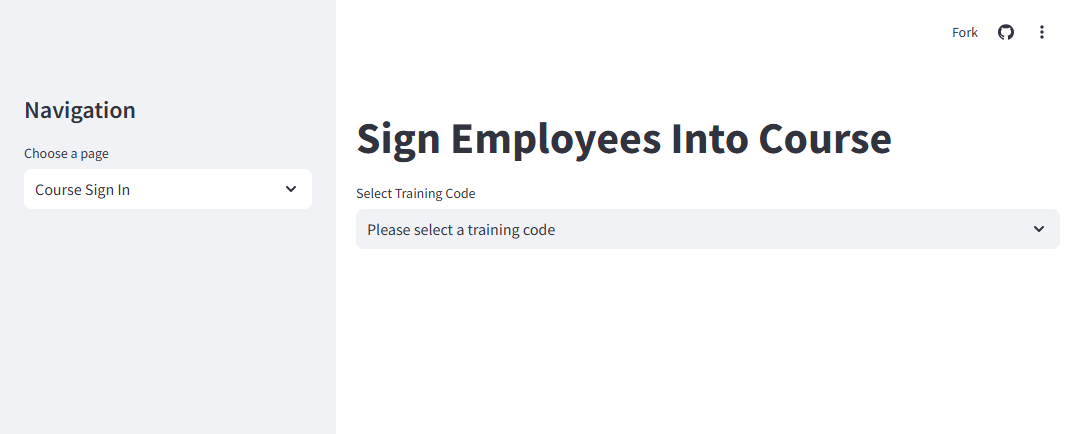 Fork
Navigation
Choose a page
Course Sign In
Sign Employees Into Course
Select Training Code
Please select a training code